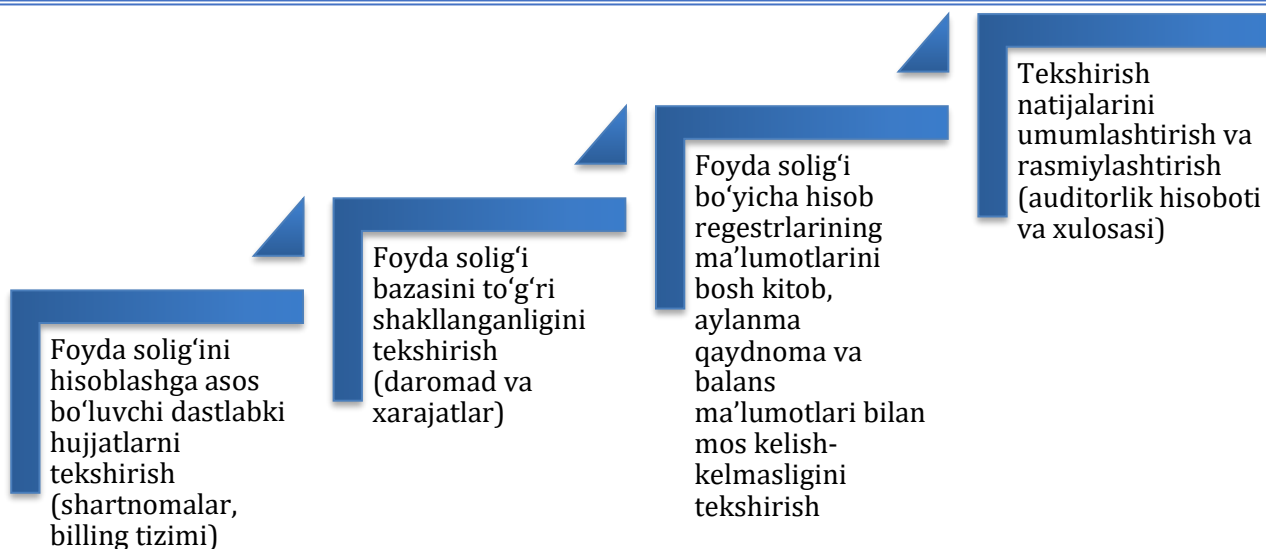 Foyda solig‘ini
hisoblashga asos
bo‘luvchi dastlabki
hujjatlarni
tekshirish
(shartnomalar,
billing tizimi)
Foyda solig‘i
bazasini to‘g‘ri
shakllanganligini
tekshirish
(daromad va
xarajatlar)
Foyda solig‘i
bo‘yicha hisob
regestrlarining
ma’lumotlarini
bosh kitob,
aylanma
qaydnoma va
balans
ma’lumotlari bilan
mos kelish-
kelmasligini
tekshirish
Tekshirish
natijalarini
umumlashtirish va
rasmiylashtirish
(auditorlik hisoboti
va xulosasi)